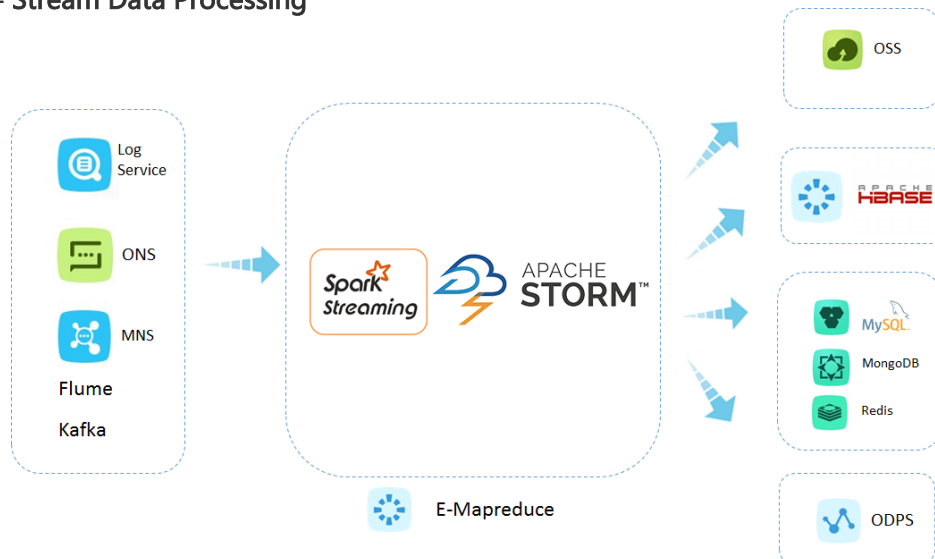 - Stream Data Processing
Log
Service
ONS
MNS
Flume
Kafka
Spark
Streaming
APACHE
STORM™
E-Mapreduce
OSS
APACHE
HBASE
MySQL
MongoDB
Redis
ODPS